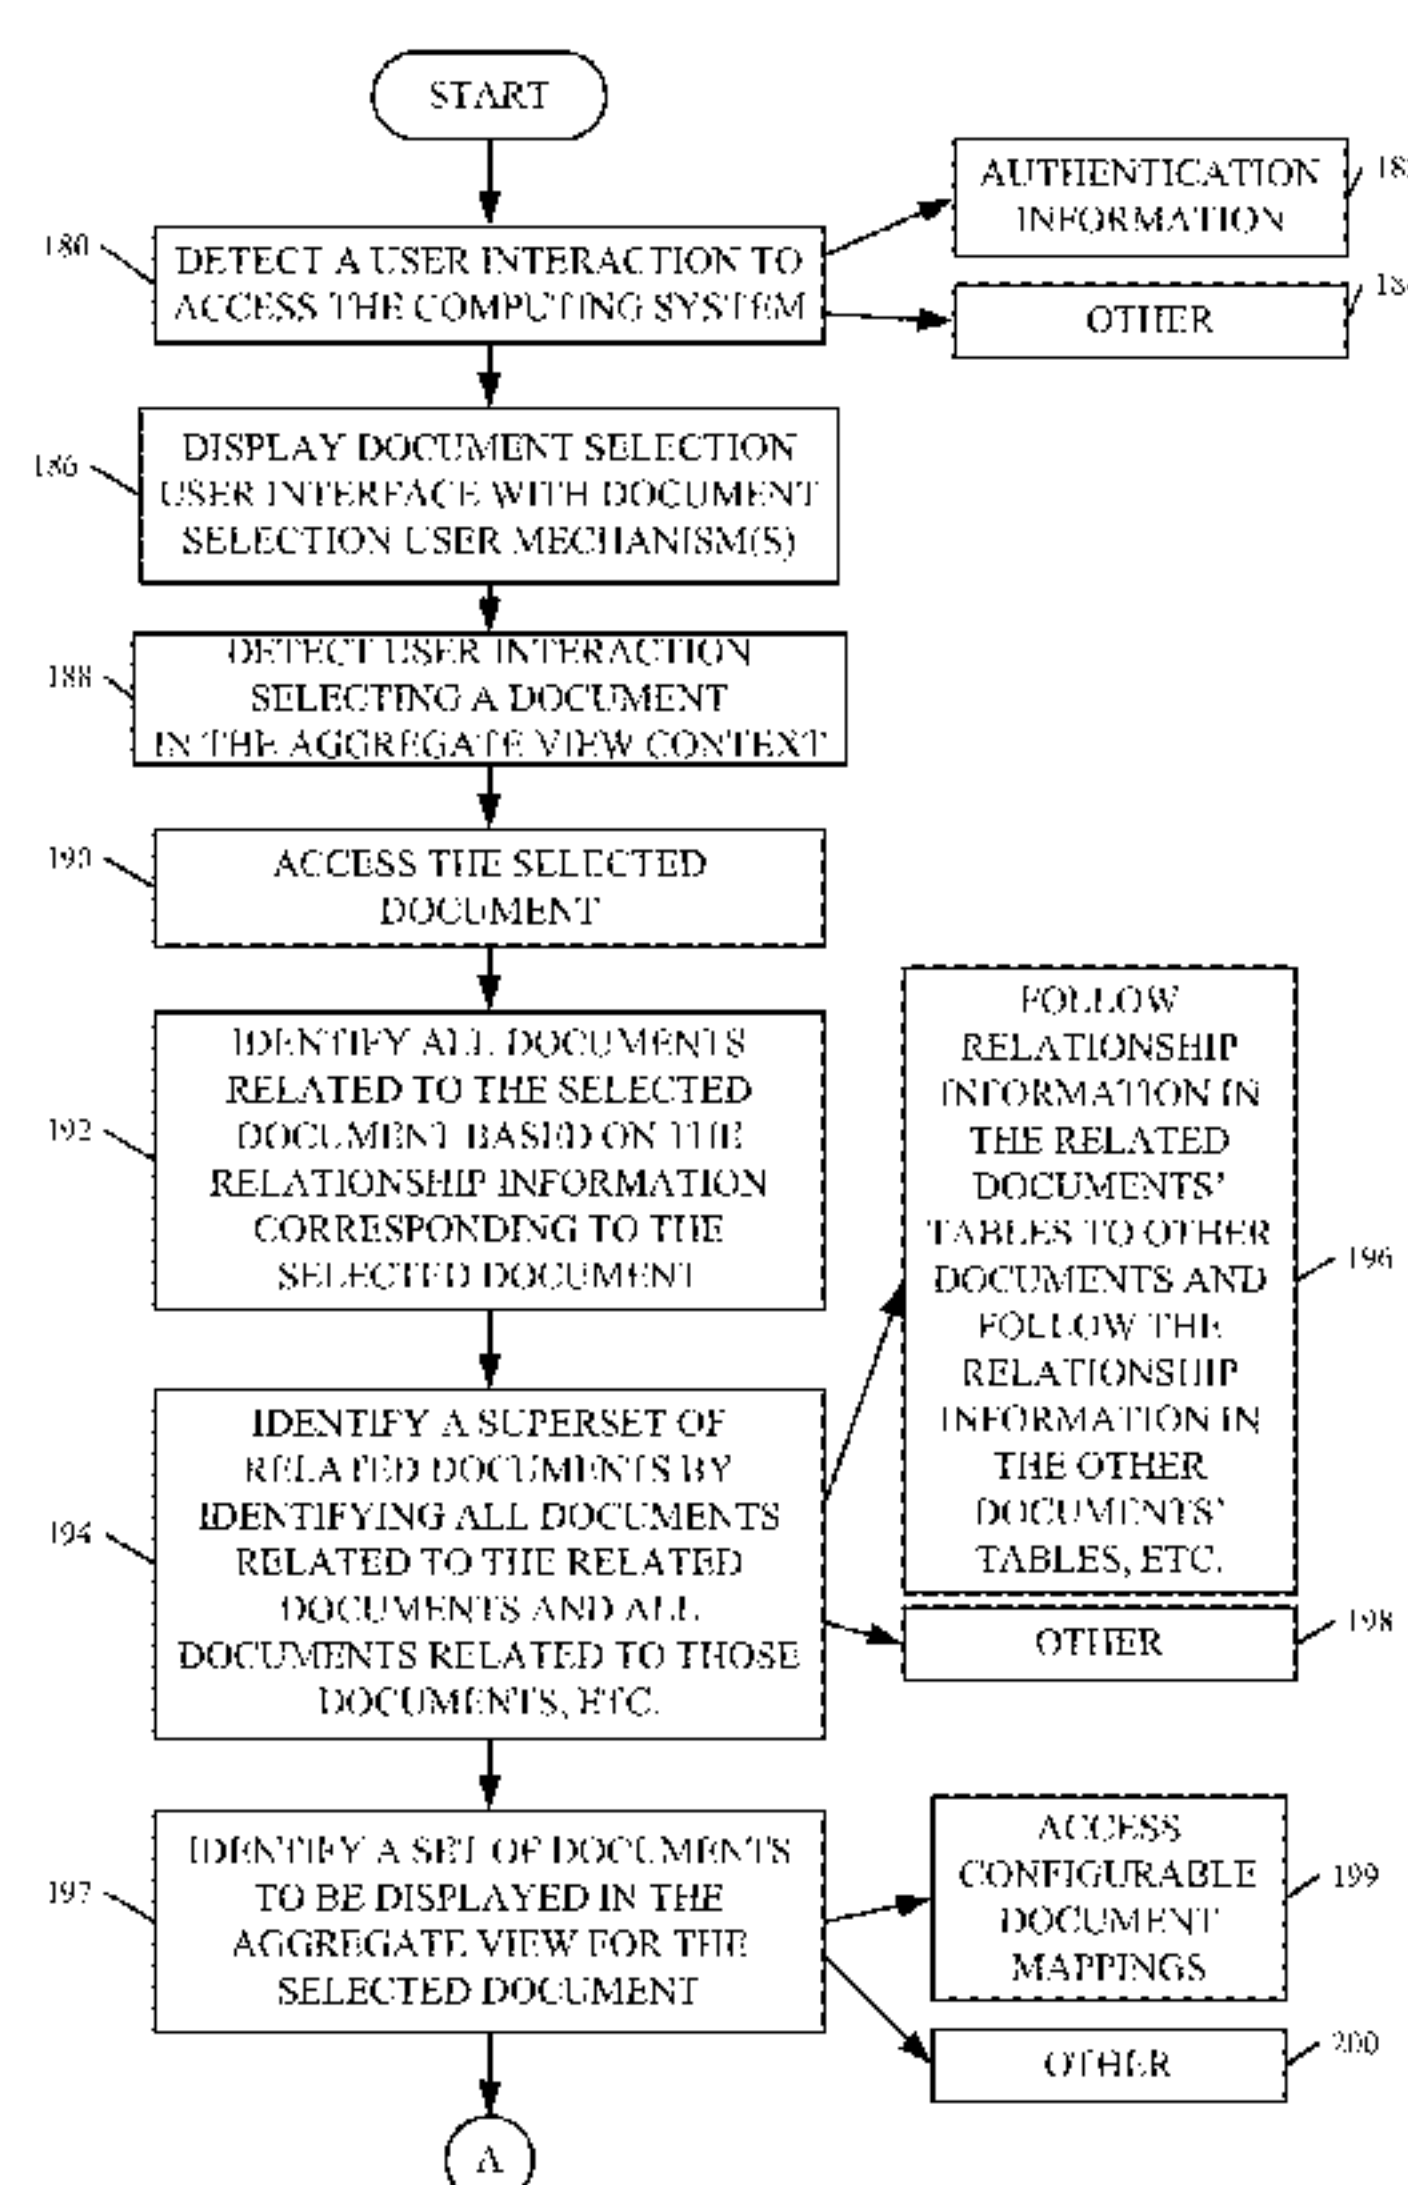 START
AUTHENTICATION
INFORMATION
180
DETECT A USER INTERACTION TO
ACCESS THE COMPUTING SYSTEM
OTHER
186
DISPLAY DOCUMENT SELECTION
USER INTERFACE WITH DOCUMENT
SELECTION USER MECHANISM(S)
188
DETECT USER INTERACTION
SELECTING A DOCUMENT
IN THE AGGREGATE VIEW CONTEXT
190
ACCESS THE SELECTED
DOCUMENT
192
IDENTIFY ALL DOCUMENTS
RELATED TO THE SELECTED
DOCUMENT BASED ON THE
RELATIONSHIP INFORMATION
CORRESPONDING TO THE
SELECTED DOCUMENT
FOLLOW
RELATIONSHIP
INFORMATION IN
THE RELATED
DOCUMENTS'
TABLES TO OTHER
DOCUMENTS AND
FOLLOW THE
RELATIONSHIP
INFORMATION IN
THE OTHER
DOCUMENTS'
TABLES, ETC.
196
194
IDENTIFY A SUPERSET OF
RELATED DOCUMENTS BY
IDENTIFYING ALL DOCUMENTS
RELATED TO THE RELATED
DOCUMENTS AND ALL
DOCUMENTS RELATED TO THOSE
DOCUMENTS, ETC.
OTHER
198
197
IDENTIFY A SET OF DOCUMENTS
TO BE DISPLAYED IN THE
AGGREGATE VIEW FOR THE
SELECTED DOCUMENT
ACCESS
CONFIGURABLE
DOCUMENT
MAPPINGS
199
OTHER
200
A